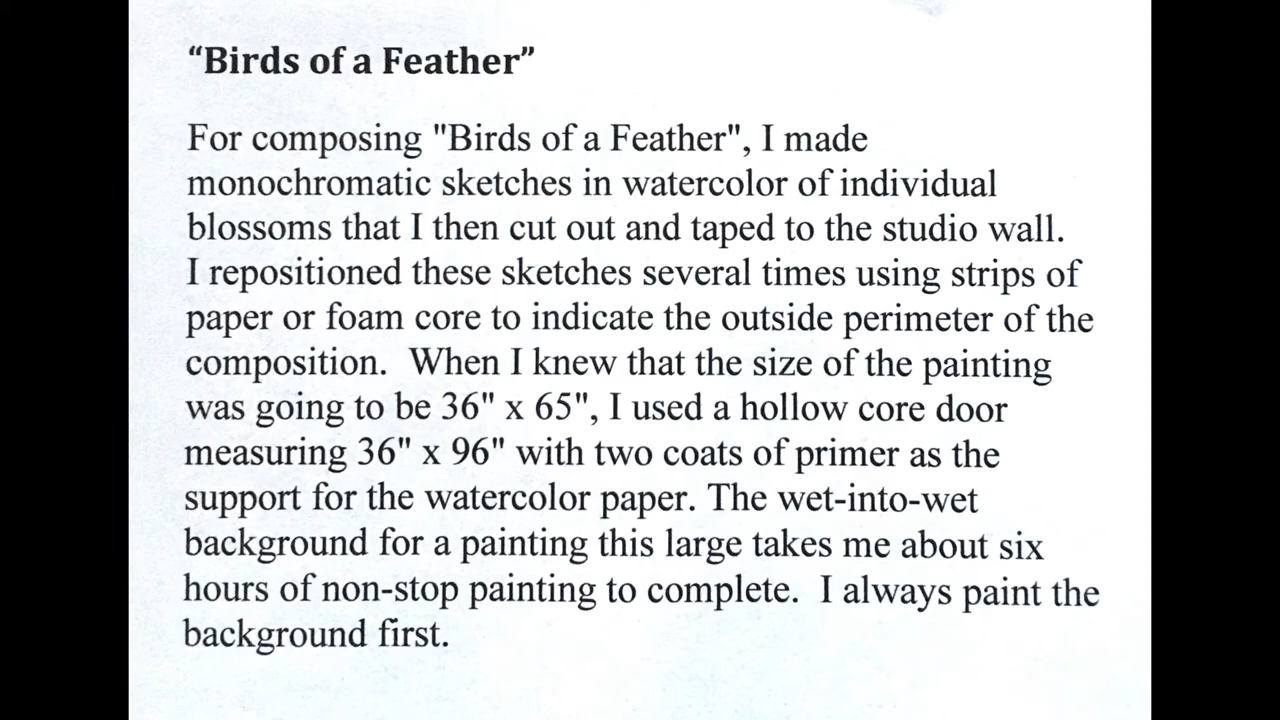 “Birds of a Feather”
For composing "Birds of a Feather", I made
monochromatic sketches in watercolor of individual
blossoms that I then cut out and taped to the studio wall.
I repositioned these sketches several times using strips of
paper or foam core to indicate the outside perimeter of the
composition.  When I knew that the size of the painting
was going to be 36" x 65", I used a hollow core door
measuring 36" x 96" with two coats of primer as the
support for the watercolor paper. The wet-into-wet
background for a painting this large takes me about six
hours of non-stop painting to complete.  I always paint the
background first.